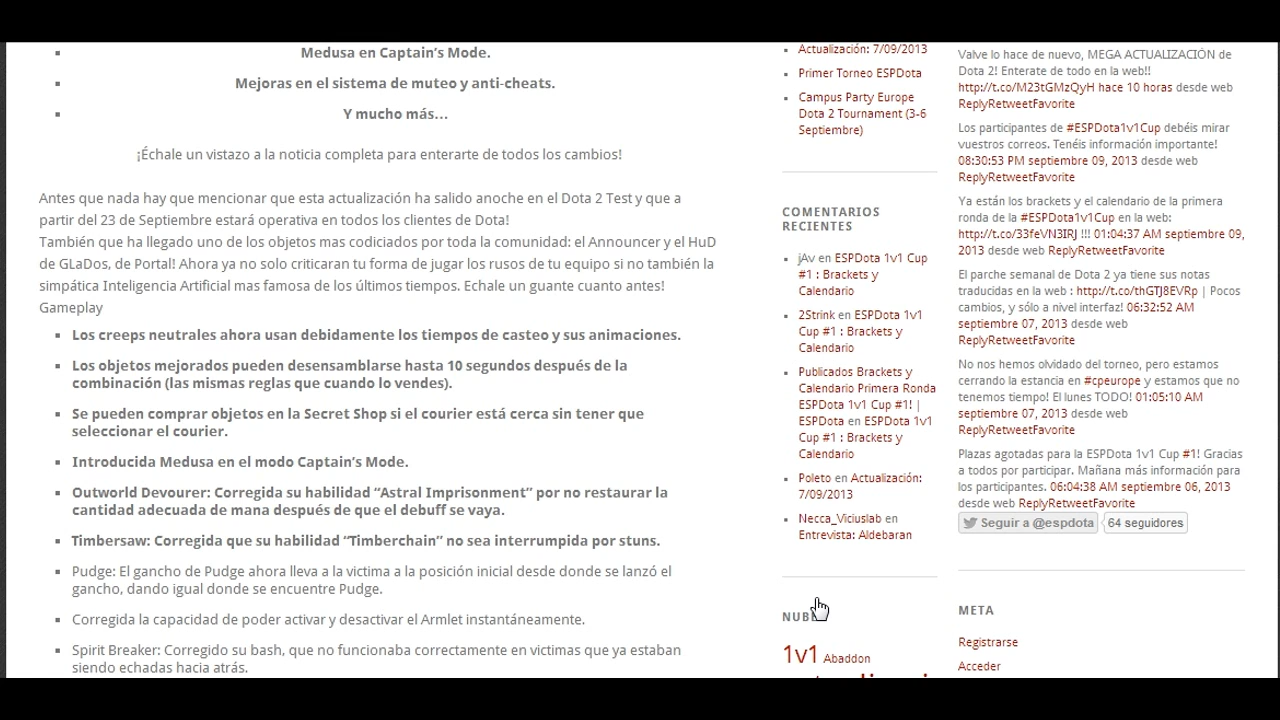 Medusa en Captain's Mode.
Mejoras en el sistema de muteo y anti-cheats.
Y mucho más…
¡Échale un vistazo a la noticia completa para enterarte de todos los cambios!
Antes que nada hay que mencionar que esta actualización ha salido anoche en el Dota 2 Test y que a
partir del 23 de Septiembre estará operativa en todos los clientes de Dota!
También que ha llegado uno de los objetos mas codiciados por toda la comunidad: el Announcer y el HuD
de GLaDos, de Portal! Ahora ya no solo criticaran tu forma de jugar los rusos de tu equipo si no también la
simpática Inteligencia Artificial mas famosa de los últimos tiempos. Echale un guante cuanto antes!
Gameplay
Los creeps neutrales ahora usan debidamente los tiempos de casteo y sus animaciones.
Los objetos mejorados pueden desensamblarse hasta 10 segundos después de la
combinación (las mismas reglas que cuando lo vendes).
Se pueden comprar objetos en la Secret Shop si el courier está cerca sin tener que
seleccionar el courier.
Introducida Medusa en el modo Captain's Mode.
Outworld Devourer: Corregida su habilidad “Astral Imprisonment” por no restaurar la
cantidad adecuada de mana después de que el debuff se vaya.
Timbersaw: Corregida que su habilidad “Timberchain” no sea interrumpida por stuns.
Pudge: El gancho de Pudge ahora lleva a la victima a la posición inicial desde donde se lanzó el
gancho, dando igual donde se encuentre Pudge.
Corregida la capacidad de poder activar y desactivar el Armlet instantáneamente.
Spirit Breaker: Corregido su bash, que no funcionaba correctamente en victimas que ya estaban
siendo echadas hacia atrás.
Actualización: 7/09/2013
Primer Torneo ESPDota
Campus Party Europe
Dota 2 Tournament (3-6
Septiembre)
COMENTARIOS
RECIENTES
jAv en ESPDota 1v1 Cup
#1 : Brackets y
Calendario
2Strink en ESPDota 1v1
Cup #1 : Brackets y
Calendario
Publicados Brackets y
Calendario Primera Ronda
ESPDota 1v1 Cup #1! |
ESPDota en ESPDota 1v1
Cup #1 : Brackets y
Calendario
Poleto en Actualización:
7/09/2013
Necca_Viciuslab en
Entrevista: Aldebaran
NUBE
1v1 Abaddon
Valve lo hace de nuevo, MEGA ACTUALIZACIÓN de
Dota 2! Enterate de todo en la web!!
http://t.co/M23tGMzQyH hace 10 horas desde web
ReplyRetweetFavorite
Los participantes de #ESPDota1v1Cup debéis mirar
vuestros correos. Tenéis información importante!
08:30:53 PM septiembre 09, 2013 desde web
ReplyRetweetFavorite
Ya están los brackets y el calendario de la primera
ronda de la #ESPDota1v1Cup en la web:
http://t.co/33feVN3IRJ !!! 01:04:37 AM septiembre 09,
2013 desde web ReplyRetweetFavorite
El parche semanal de Dota 2 ya tiene sus notas
traducidas en la web : http://t.co/thGTJ8EVRp | Pocos
cambios, y sólo a nivel interfaz! 06:32:52 AM
septiembre 07, 2013 desde web
ReplyRetweetFavorite
No nos hemos olvidado del torneo, pero estamos
cerrando la estancia en #cpeurope y estamos que no
tenemos tiempo! El lunes TODO! 01:05:10 AM
septiembre 07, 2013 desde web
ReplyRetweetFavorite
Plazas agotadas para la ESPDota 1v1 Cup #1! Gracias
a todos por participar. Mañana más información para
los participantes. 06:04:38 AM septiembre 06, 2013
desde web ReplyRetweetFavorite
Seguir a @espdota 64 seguidores
META
Registrarse
Acceder